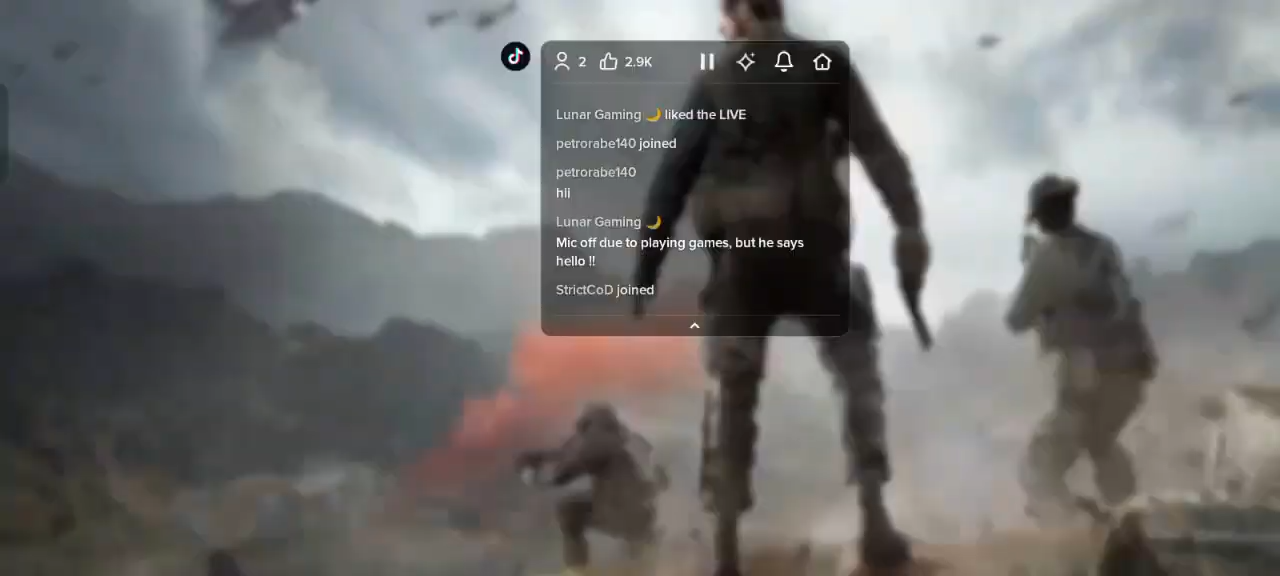 2 2.9K
Lunar Gaming 🌙 liked the LIVE
petrorabe140 joined
petrorabe140
hii
Lunar Gaming 🌙
Mic off due to playing games, but he says
hello !!
StrictCoD joined